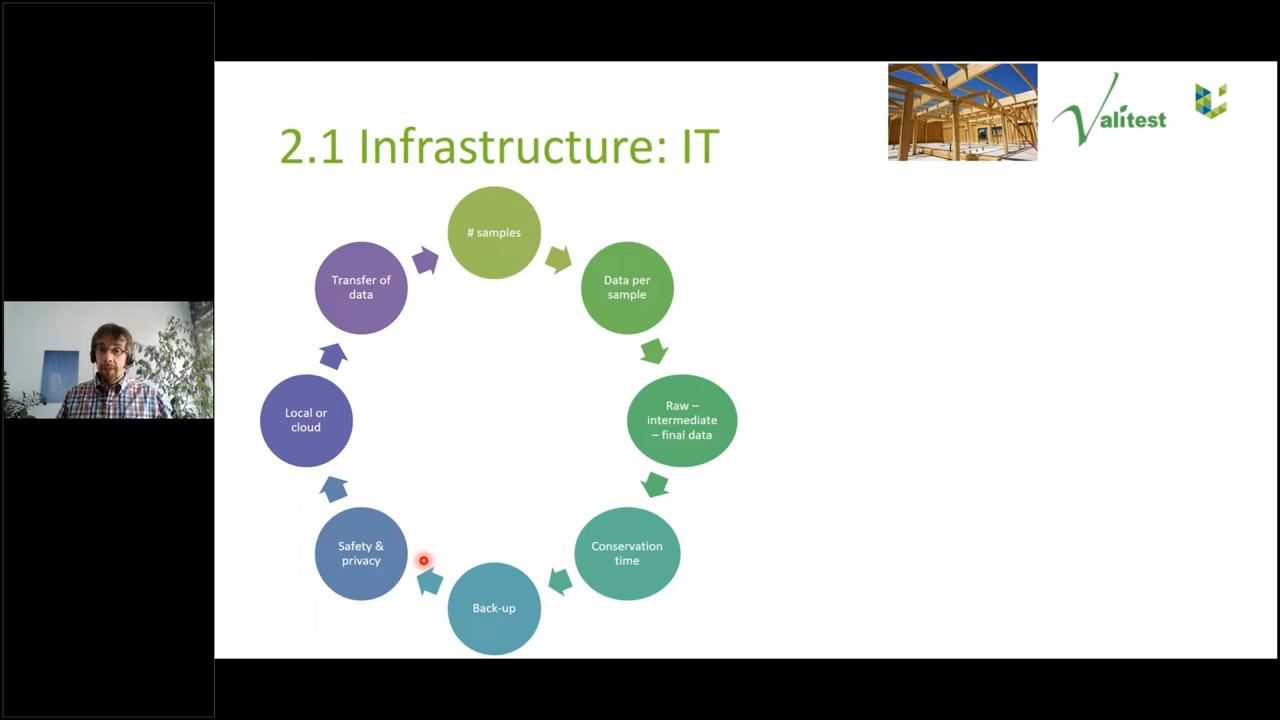 Valitest
2.1 Infrastructure: IT
# samples
Data per
sample
Raw –
intermediate
– final data
Conservation
time
Back-up
Safety &
privacy
Local or
cloud
Transfer of
data